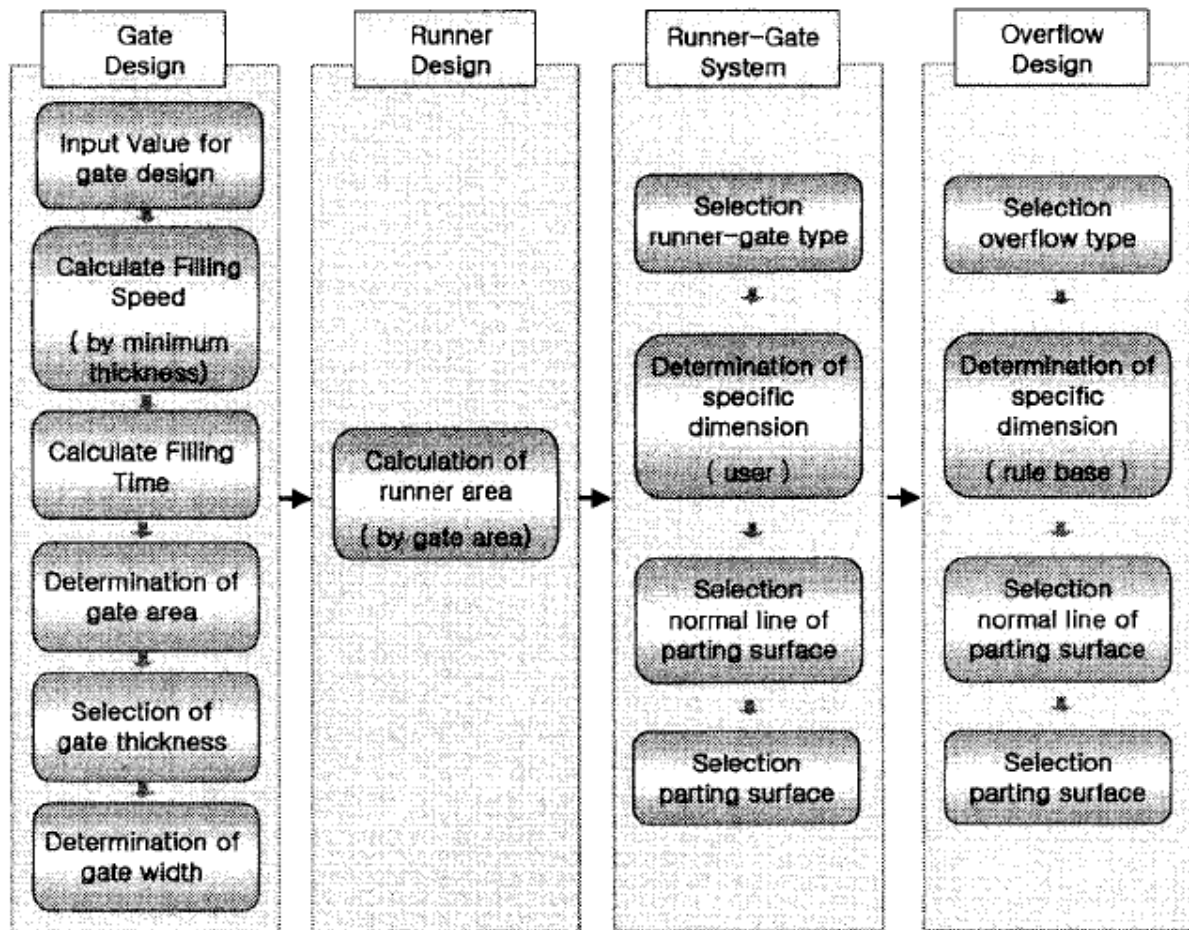 Gate
Design
Input Value for
gate design
Calculate Filling
Speed
( by minimum
thickness)
Calculate Filling
Time
Determination of
gate area
Selection of
gate thickness
Determination of
gate width
Runner
Design
Calculation of
runner area
( by gate area)
Runner-Gate
System
Selection
runner-gate type
Determination of
specific
dimension
( user )
Selection
normal line of
parting surface
Selection
parting surface
Overflow
Design
Selection
overflow type
Determination of
specific
dimension
( rule base )
Selection
normal line of
parting surface
Selection
parting surface